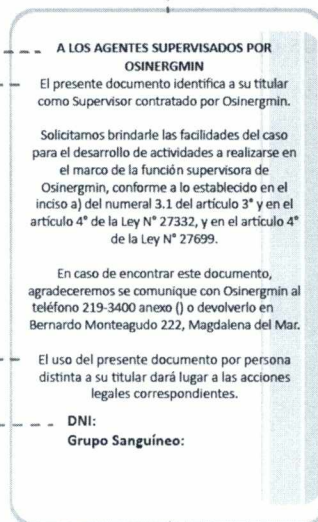 A LOS AGENTES SUPERVISADOS POR
OSINERGMIN
El presente documento identifica a su titular
como Supervisor contratado por Osinergmin.
Solicitamos brindarle las facilidades del caso
para el desarrollo de actividades a realizarse en
el marco de la función supervisora de
Osinergmin, conforme a lo establecido en el
inciso a) del numeral 3.1 del artículo 3° y en el
artículo 4° de la Ley N° 27332, y en el artículo 4°
de la Ley N° 27699.
En caso de encontrar este documento,
agradeceremos se comunique con Osinergmin al
teléfono 219-3400 anexo () o devolverlo en
Bernardo Monteagudo 222, Magdalena del Mar.
El uso del presente documento por persona
distinta a su titular dará lugar a las acciones
legales correspondientes.
DNI:
Grupo Sanguíneo: